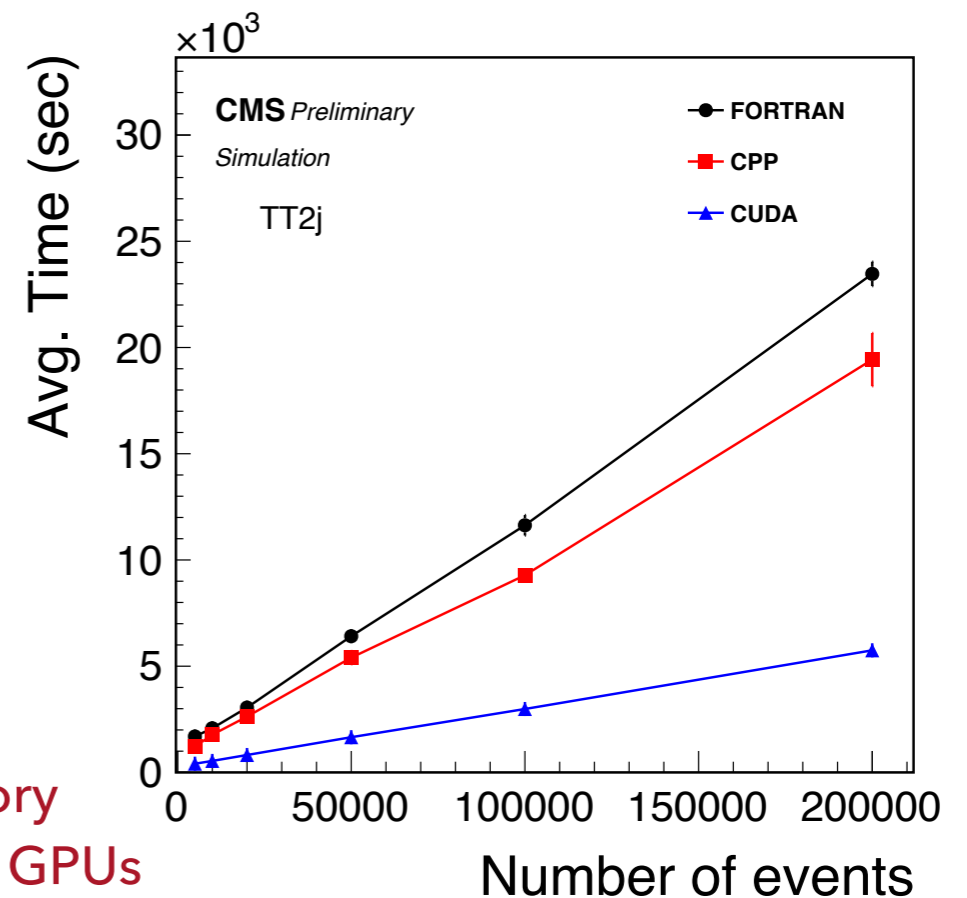 ×10³
CMS Preliminary
Simulation
TT2j
FORTRAN
CPP
CUDA
Avg. Time (sec)
30
25
20
15
10
5
0
0 50000 100000 150000 200000
Number of events
GPUs